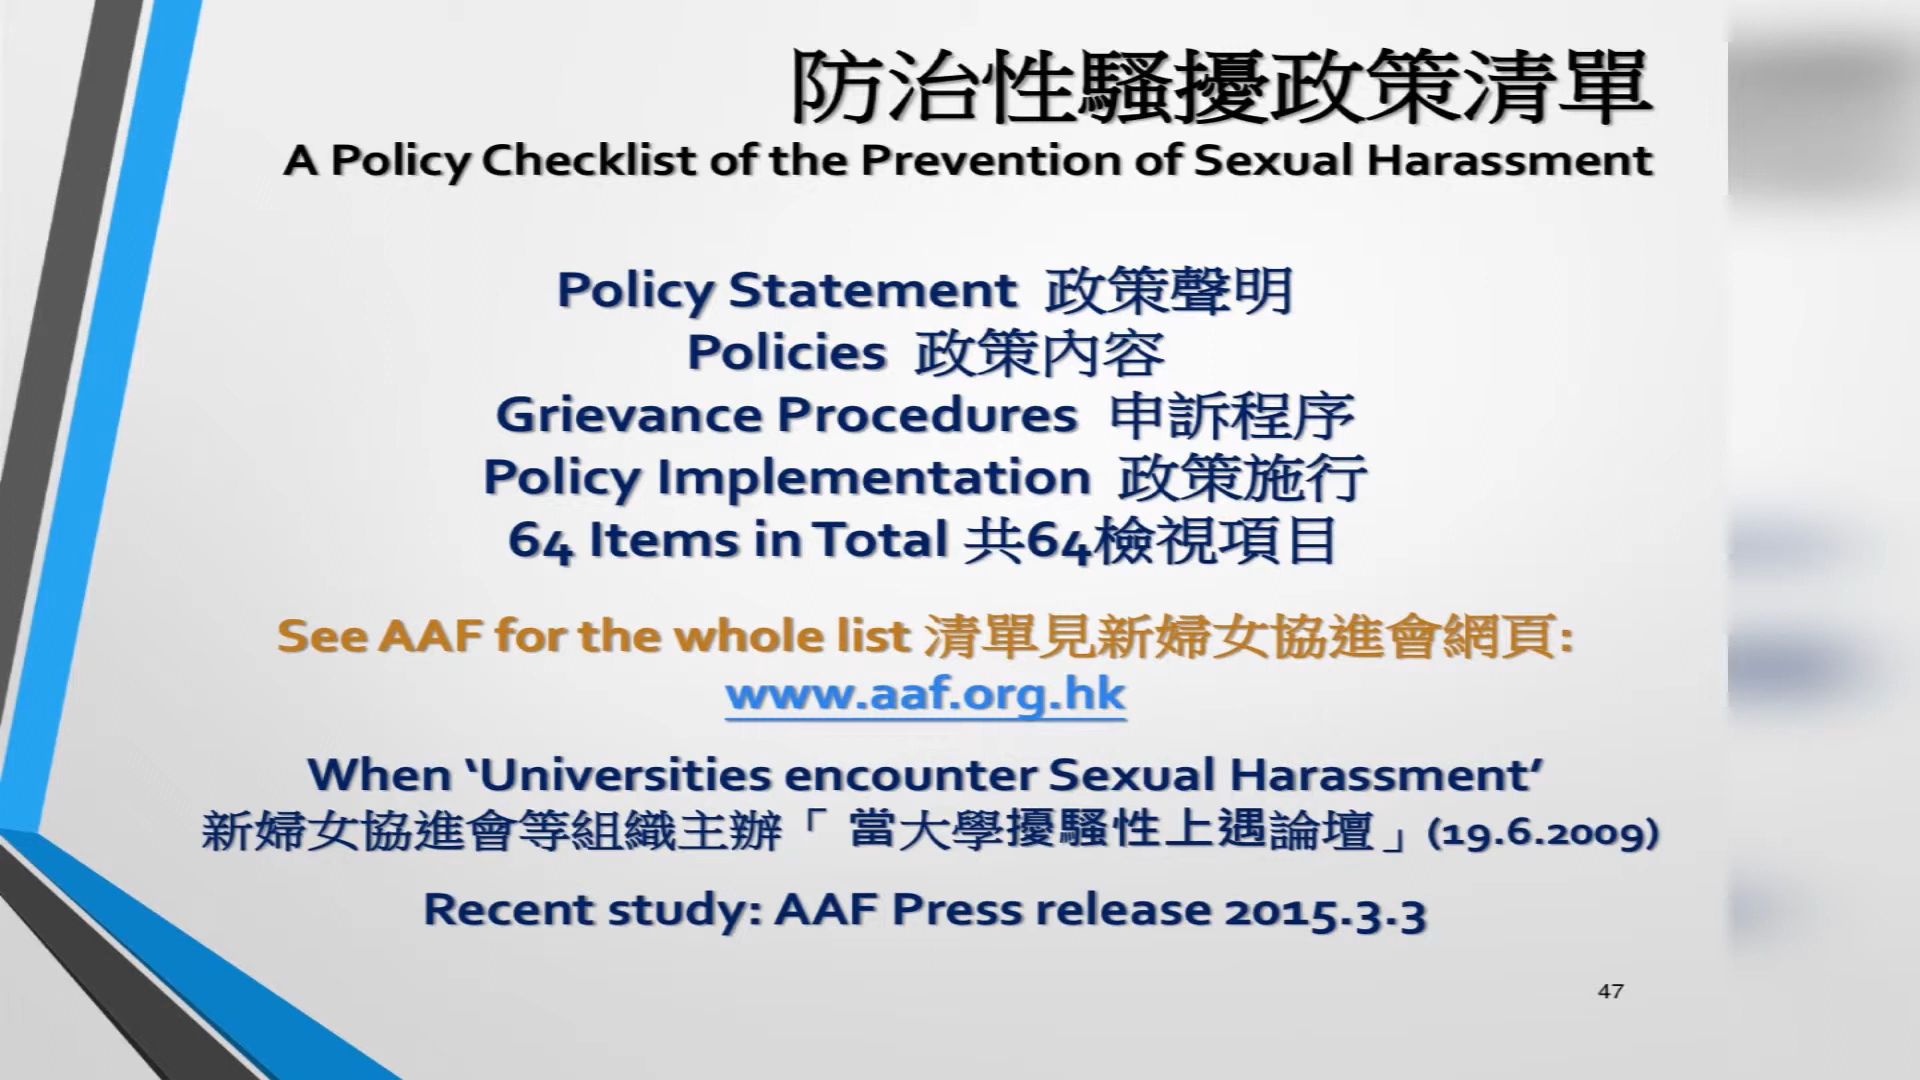 防治性騷擾政策清單
A Policy Checklist of the Prevention of Sexual Harassment
Policy Statement 政策聲明
Policies 政策內容
Grievance Procedures 申訴程序
Policy Implementation 政策施行
64 Items in Total 共64檢視項目
See AAF for the whole list 清單見新婦女協進會網頁:
www.aaf.org.hk
When ‘Universities encounter Sexual Harassment’
新婦女協進會等組織主辦「 當大學擾騷性上遇論壇」(19.6.2009)
Recent study: AAF Press release 2015.3.3
47